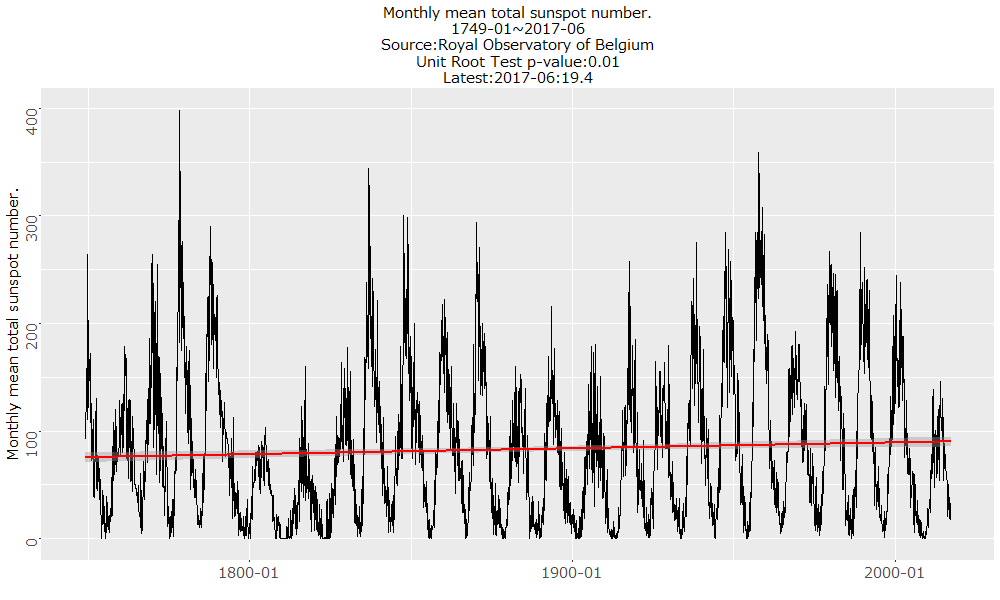 Monthly mean total sunspot number.
1749-01~2017-06
Source:Royal Observatory of Belgium
Unit Root Test p-value:0.01
Latest:2017-06:19.4
Monthly mean total sunspot number.
400
300
200
100
0
1800-01
1900-01
2000-01